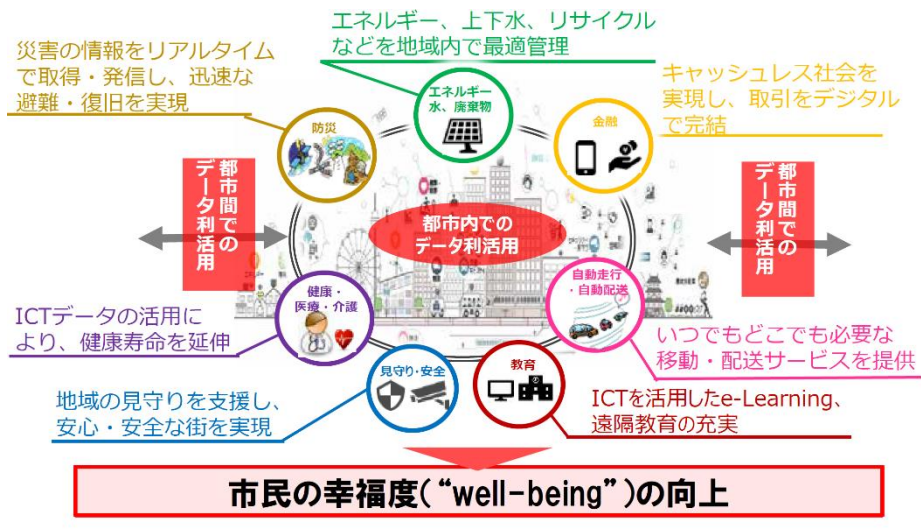 エネルギー、上下水、リサイクル
などを地域内で最適管理
災害の情報をリアルタイム
で取得・発信し、迅速な
避難・復旧を実現
キャッシュレス社会を
実現し、取引をデジタル
で完結
エネルギー
水、廃棄物
防災
金融
都市間での
データ利活用
都市内での
データ利活用
都市間での
データ利活用
健康・
医療・介護
自動走行
・自動配送
ICTデータの活用に
より、健康寿命を延伸
いつでもどこでも必要な
移動・配送サービスを提供
見守り・安全
教育
地域の見守りを支援し、
安心・安全な街を実現
ICTを活用したe-Learning、
遠隔教育の充実
市民の幸福度(“well-being”)の向上